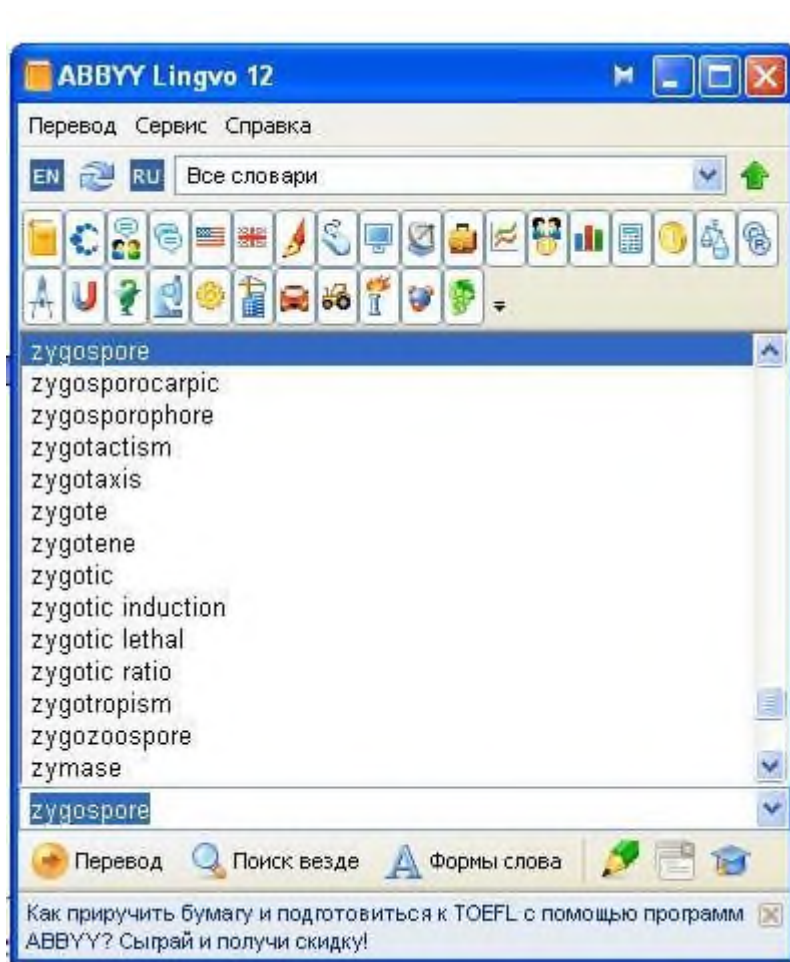 ABBYY Lingvo 12
Перевод Сервис Справка
EN RU Все словари
zygospore
zygosporocarpic
zygosporophore
zygotactism
zygotaxis
zygote
zygotene
zygotic
zygotic induction
zygotic lethal
zygotic ratio
zygotropism
zygozoospore
zymase
zygospore
Перевод Поиск везде Формы слова
Как приручить бумагу и подготовиться к TOEFL с помощью программ
ABBYY? Сыграй и получи скидку!